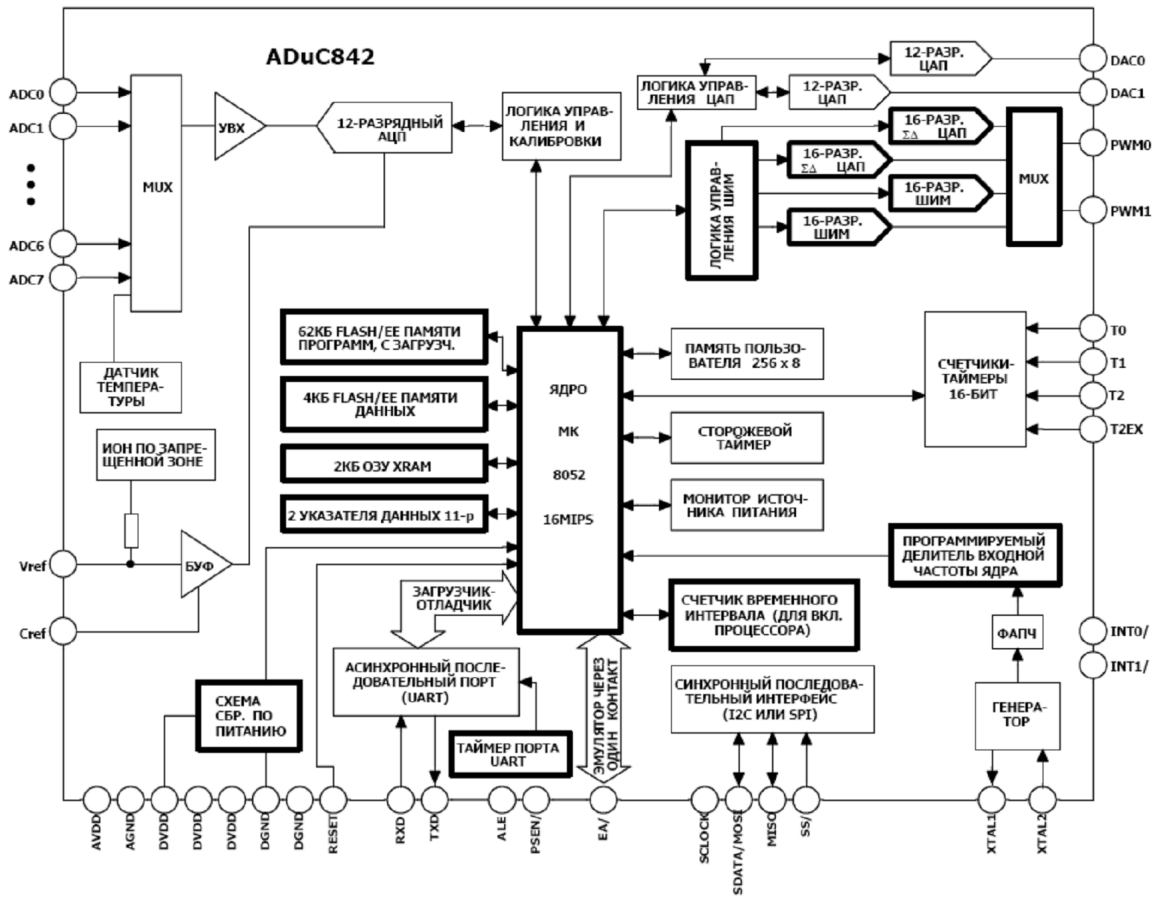 ADuC842
ADC0
ADC1
ADC6
ADC7
MUX
УВХ
12-РАЗРЯДНЫЙ
АЦП
ЛОГИКА УПРАВ-
ЛЕНИЯ И
КАЛИБРОВКИ
ЛОГИКА УПРАВ-
ЛЕНИЯ ЦАП
12-РАЗР.
ЦАП
12-РАЗР.
ЦАП
16-РАЗР.
ΣΔ ЦАП
16-РАЗР.
ΣΔ ЦАП
16-РАЗР.
ШИМ
16-РАЗР.
ШИМ
ЛОГИКА УПРАВ-
ЛЕНИЯ ШИМ
MUX
DAC0
DAC1
PWM0
PWM1
ДАТЧИК
ТЕМПЕРА-
ТУРЫ
ИОН ПО ЗАПРЕ-
ЩЕННОЙ ЗОНЕ
БУФ
Vref
Cref
62КБ FLASH/EE ПАМЯТИ
ПРОГРАММ, С ЗАГРУЗЧ.
4КБ FLASH/EE ПАМЯТИ
ДАННЫХ
2КБ ОЗУ XRAM
2 УКАЗАТЕЛЯ ДАННЫХ 11-р
ЯДРО
МК
8052
16MIPS
ПАМЯТЬ ПОЛЬЗО-
ВАТЕЛЯ 256 x 8
СТОРОЖЕВОЙ
ТАЙМЕР
МОНИТОР ИСТОЧ-
НИКА ПИТАНИЯ
СЧЕТЧИКИ-
ТАЙМЕРЫ
16-БИТ
T0
T1
T2
T2EX
ПРОГРАММИРУЕМЫЙ
ДЕЛИТЕЛЬ ВХОДНОЙ
ЧАСТОТЫ ЯДРА
СЧЕТЧИК ВРЕМЕННОГО
ИНТЕРВАЛА (ДЛЯ ВКЛ.
ПРОЦЕССОРА)
ФАПЧ
ГЕНЕРА-
ТОР
INT0/
INT1/
ЗАГРУЗЧИК-
ОТЛАДЧИК
АСИНХРОННЫЙ ПОСЛЕ-
ДОВАТЕЛЬНЫЙ ПОРТ
(UART)
ТАЙМЕР ПОРТА
UART
ЭМУЛЯТОР ЧЕРЕЗ
ОДИН КОНТАКТ
СИНХРОННЫЙ ПОСЛЕДОВА-
ТЕЛЬНЫЙ ИНТЕРФЕЙС
(I2C ИЛИ SPI)
СХЕМА
СБР. ПО
ПИТАНИЮ
AVDD
AGND
DVDD
DVDD
DVDD
DGND
DGND
RESET
RXD
TXD
ALE
PSEN/
EA/
SCLOCK
SDATA/MOSI
MISO
SS/
XTAL1
XTAL2